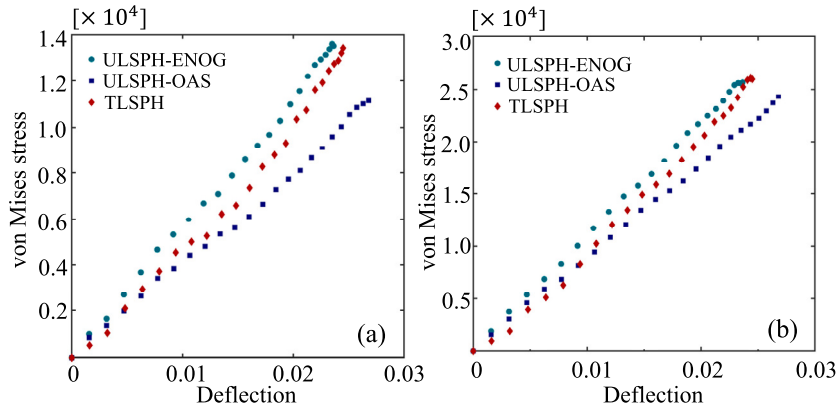 [× 10⁴]
1.4
1.2
1.0
0.8
0.6
0.4
0.2
0
0.01
0.02
0.03
von Mises stress
Deflection
ULSPH-ENOG
ULSPH-OAS
TLSPH
(a)
[× 10⁴]
3.0
2.5
2.0
1.5
1.0
0.5
0
0.01
0.02
0.03
von Mises stress
Deflection
ULSPH-ENOG
ULSPH-OAS
TLSPH
(b)